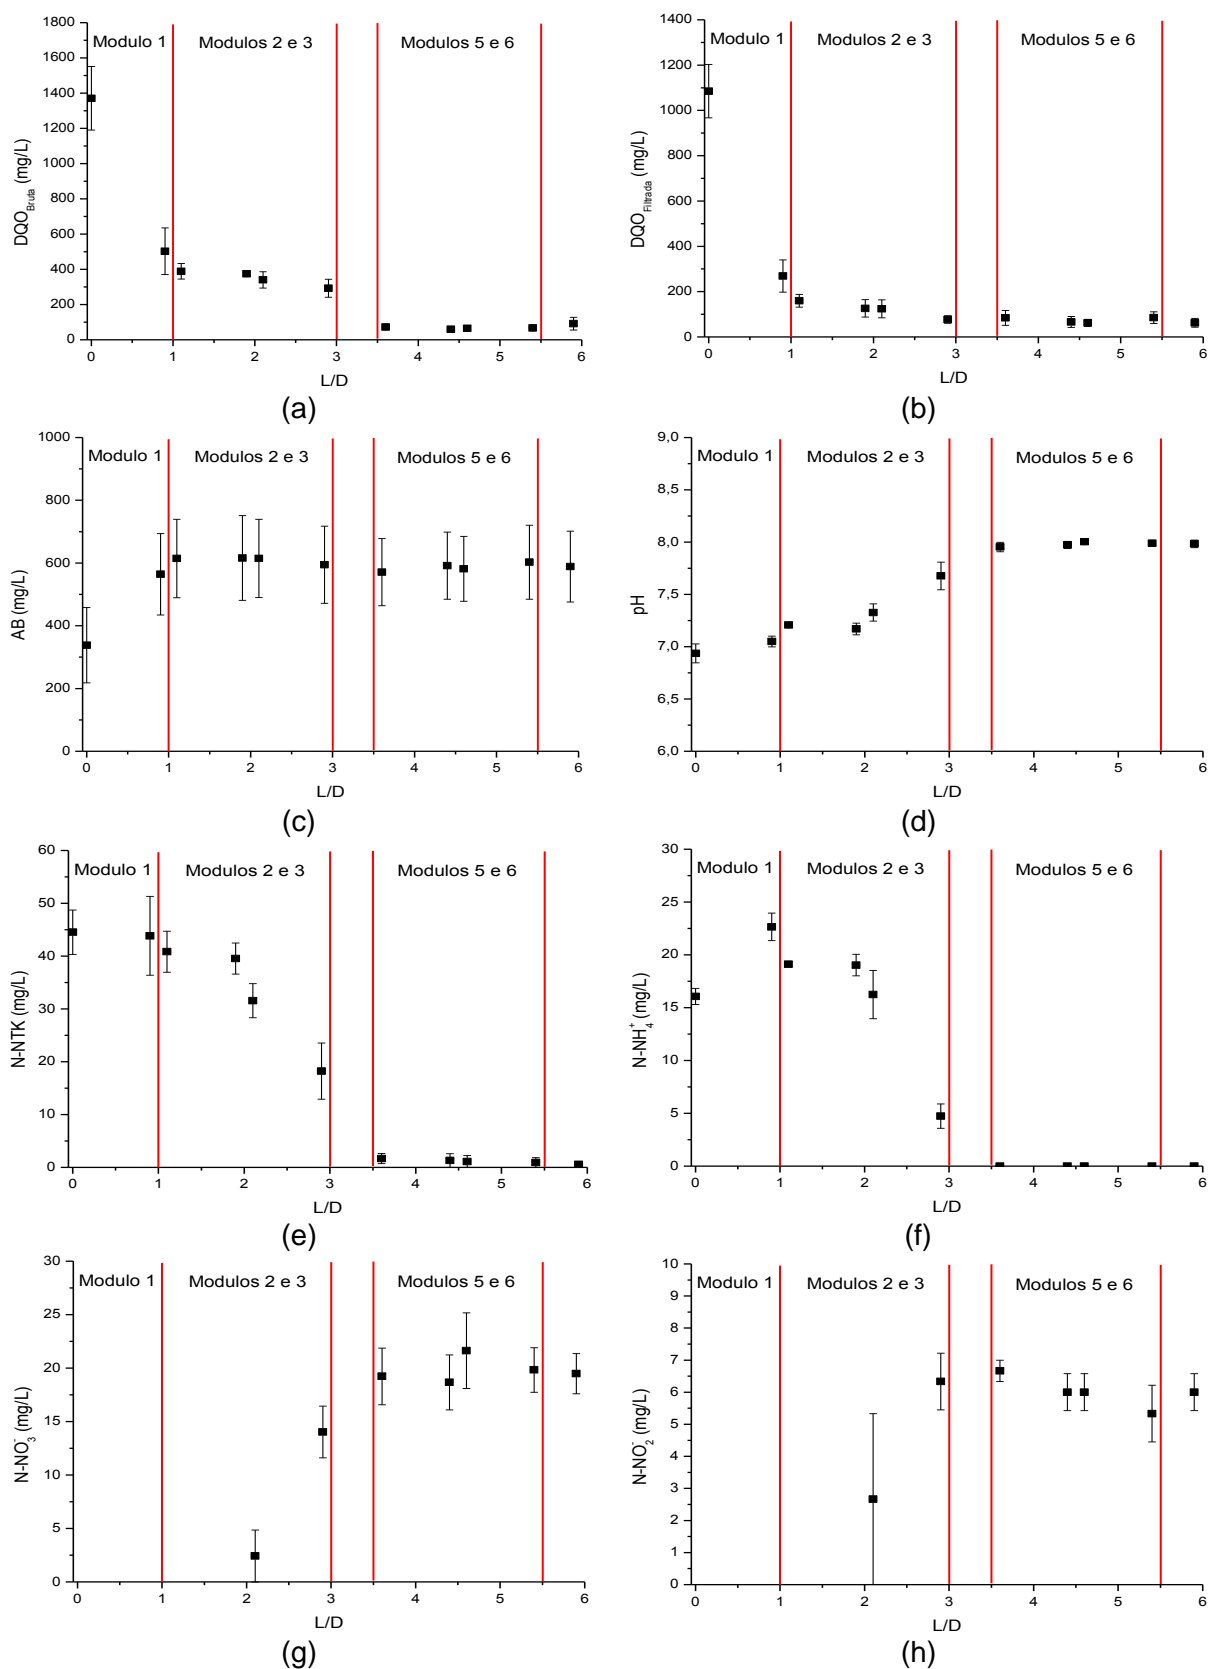 1800
1600
1400
1200
1000
800
600
400
200
0
DQO Bruta (mg/L)
Modulo 1 Modulos 2 e 3 Modulos 5 e 6
0 1 2 3 4 5 6
L/D
(a)
1400
1200
1000
800
600
400
200
0
DQO Filtrada (mg/L)
Modulo 1 Modulos 2 e 3 Modulos 5 e 6
0 1 2 3 4 5 6
L/D
(b)
1000
800
600
400
200
0
AB (mg/L)
Modulo 1 Modulos 2 e 3 Modulos 5 e 6
0 1 2 3 4 5 6
L/D
(c)
9,0
8,5
8,0
7,5
7,0
6,5
6,0
pH
Modulo 1 Modulos 2 e 3 Modulos 5 e 6
0 1 2 3 4 5 6
L/D
(d)
60
50
40
30
20
10
0
N-NTK (mg/L)
Modulo 1 Modulos 2 e 3 Modulos 5 e 6
0 1 2 3 4 5 6
L/D
(e)
30
25
20
15
10
5
0
N-NH4+ (mg/L)
Modulo 1 Modulos 2 e 3 Modulos 5 e 6
0 1 2 3 4 5 6
L/D
(f)
30
25
20
15
10
5
0
N-NO3- (mg/L)
Modulo 1 Modulos 2 e 3 Modulos 5 e 6
0 1 2 3 4 5 6
L/D
(g)
10
9
8
7
6
5
4
3
2
1
0
N-NO2- (mg/L)
Modulo 1 Modulos 2 e 3 Modulos 5 e 6
0 1 2 3 4 5 6
L/D
(h)